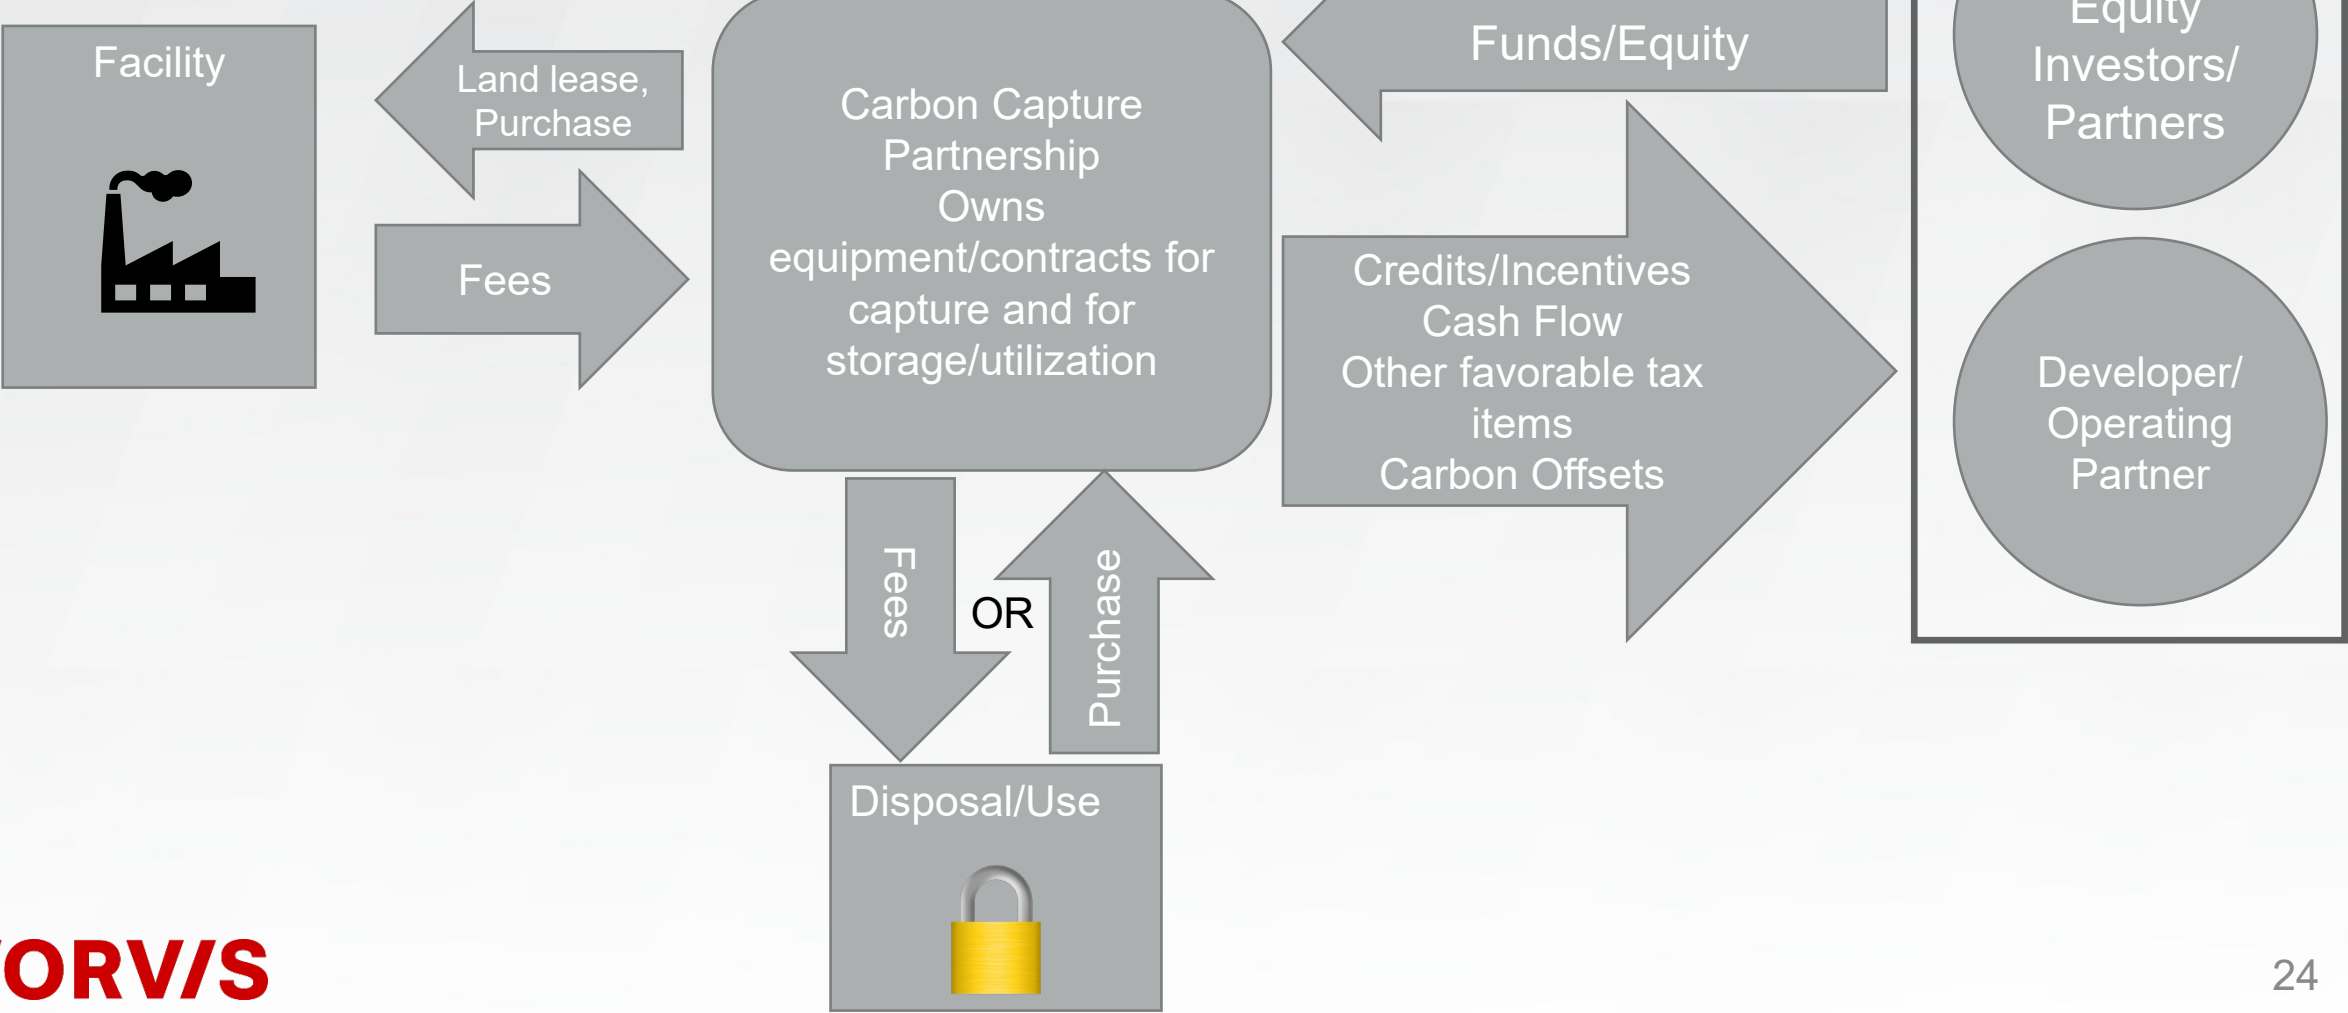 Facility
Land lease,
Purchase
Fees
Carbon Capture
Partnership
Owns
equipment/contracts for
capture and for
storage/utilization
Funds/Equity
Credits/Incentives
Cash Flow
Other favorable tax
items
Carbon Offsets
Equity
Investors/
Partners
Developer/
Operating
Partner
Fees
OR
Purchase
Disposal/Use
ORV/S
24